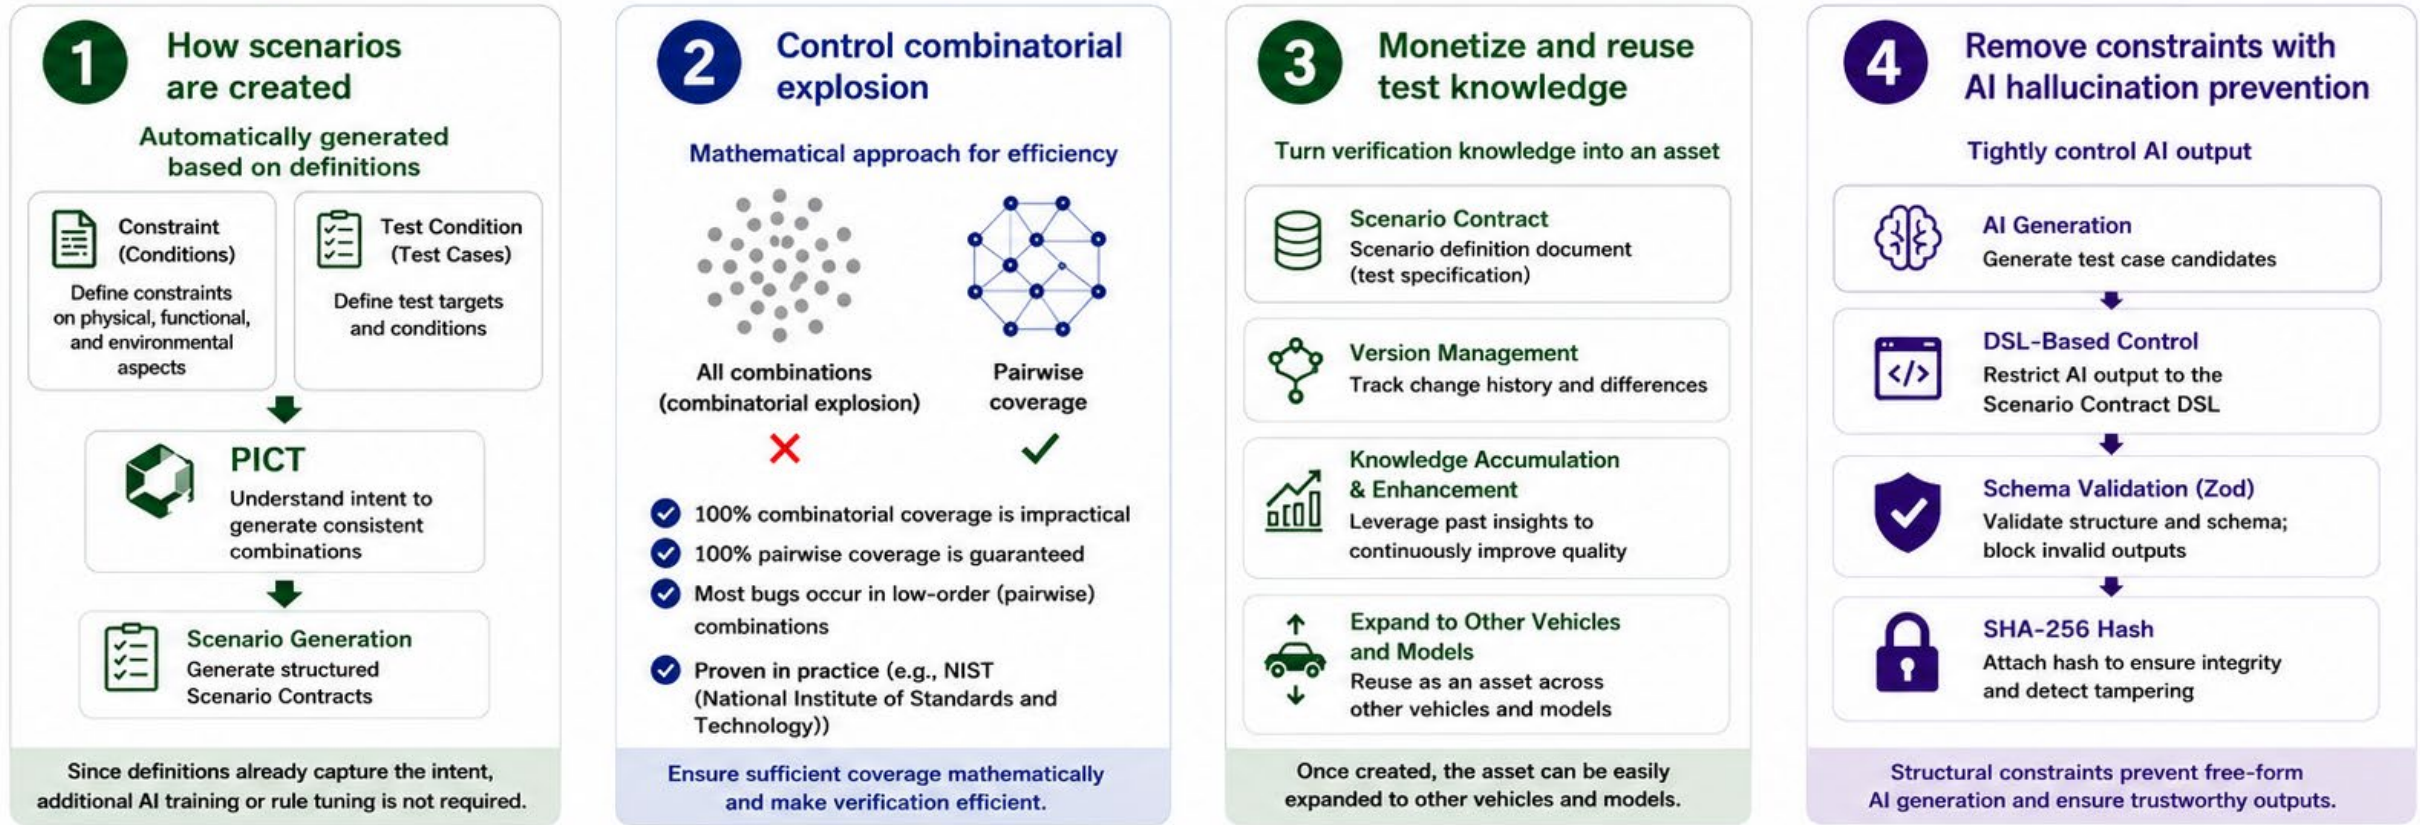 1
How scenarios
are created
Automatically generated
based on definitions
Constraint
(Conditions)
Define constraints
on physical, functional,
and environmental
aspects
Test Condition
(Test Cases)
Define test targets
and conditions
PICT
Understand intent to
generate consistent
combinations
Scenario Generation
Generate structured
Scenario Contracts
Since definitions already capture the intent,
additional AI training or rule tuning is not required.
2
Control combinatorial
explosion
Mathematical approach for efficiency
All combinations
(combinatorial explosion)
Pairwise
coverage
100% combinatorial coverage is impractical
100% pairwise coverage is guaranteed
Most bugs occur in low-order (pairwise)
combinations
Proven in practice (e.g., NIST
(National Institute of Standards and
Technology))
Ensure sufficient coverage mathematically
and make verification efficient.
3
Monetize and reuse
test knowledge
Turn verification knowledge into an asset
Scenario Contract
Scenario definition document
(test specification)
Version Management
Track change history and differences
Knowledge Accumulation
& Enhancement
Leverage past insights to
continuously improve quality
Expand to Other Vehicles
and Models
Reuse as an asset across
other vehicles and models
Once created, the asset can be easily
expanded to other vehicles and models.
4
Remove constraints with
AI hallucination prevention
Tightly control AI output
AI Generation
Generate test case candidates
</>
DSL-Based Control
Restrict AI output to the
Scenario Contract DSL
Schema Validation (Zod)
Validate structure and schema;
block invalid outputs
SHA-256 Hash
Attach hash to ensure integrity
and detect tampering
Structural constraints prevent free-form
AI generation and ensure trustworthy outputs.